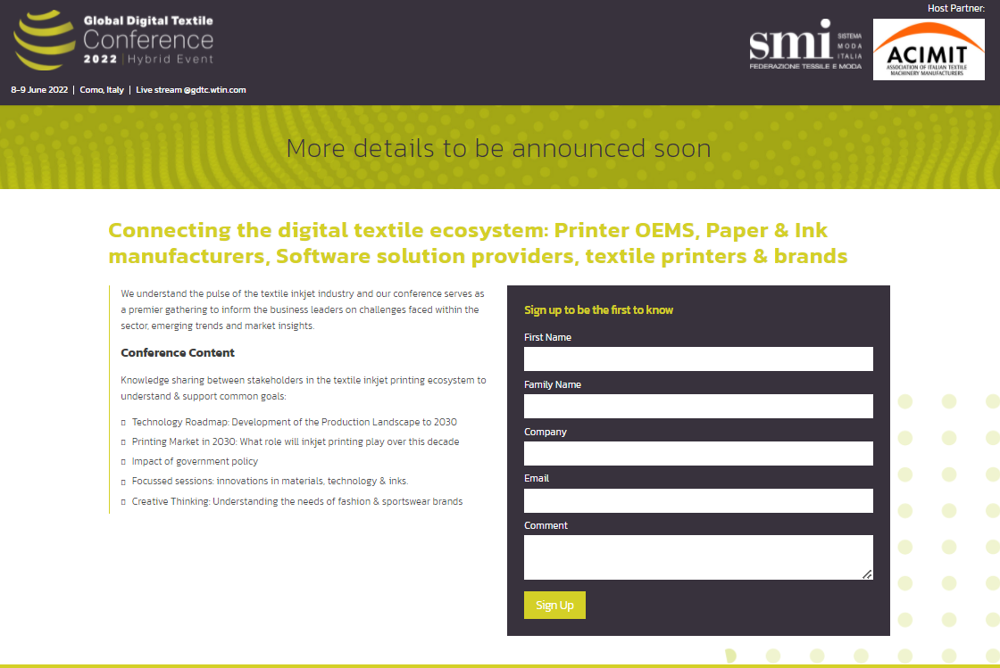 Global Digital Textile
Conference
2022 | Hybrid Event
Host Partner:
smi SISTEMA
MODA
ITALIA
FEDERAZIONE TESSILE E MODA
ACIMIT
ASSOCIATION OF ITALIAN TEXTILE
MACHINERY MANUFACTURERS
8-9 June 2022 | Como, Italy | Live stream @gdtc.wtin.com
More details to be announced soon
Connecting the digital textile ecosystem: Printer OEMS, Paper & Ink
manufacturers, Software solution providers, textile printers & brands
We understand the pulse of the textile inkjet industry and our conference serves as
a premier gathering to inform the business leaders on challenges faced within the
sector, emerging trends and market insights.
Conference Content
Knowledge sharing between stakeholders in the textile inkjet printing ecosystem to
understand & support common goals:
Technology Roadmap: Development of the Production Landscape to 2030
Printing Market in 2030: What role will inkjet printing play over this decade
Impact of government policy
Focussed sessions: innovations in materials, technology & inks.
Creative Thinking: Understanding the needs of fashion & sportswear brands
Sign up to be the first to know
First Name
Family Name
Company
Email
Comment
Sign Up